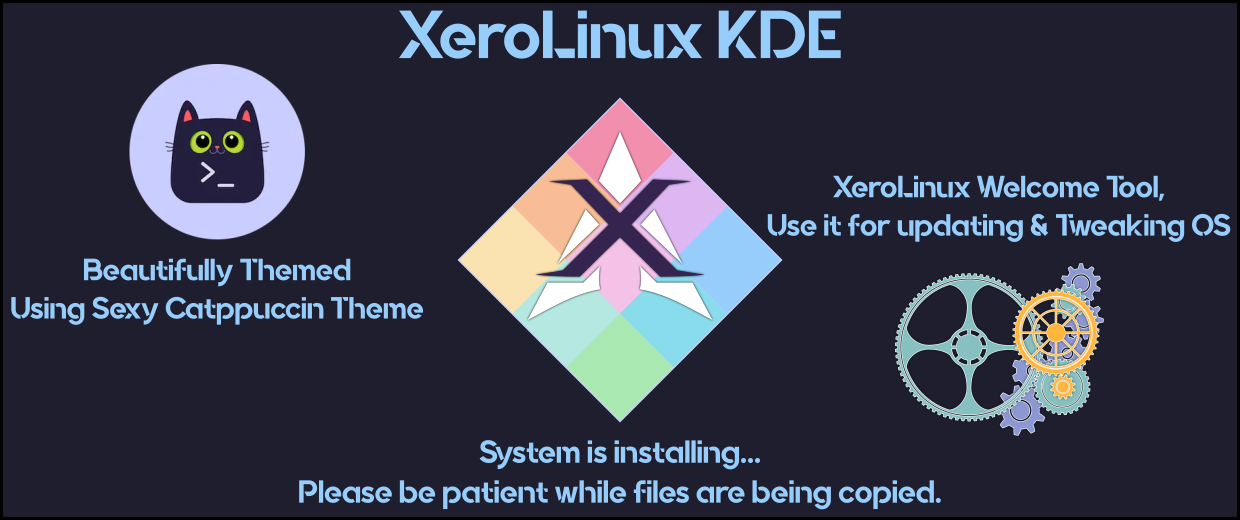 XeroLinux KDE
Beautifully Themed
Using Sexy Catppuccin Theme
XeroLinux Welcome Tool,
Use it for updating & Tweaking OS
System is installing...
Please be patient while files are being copied.